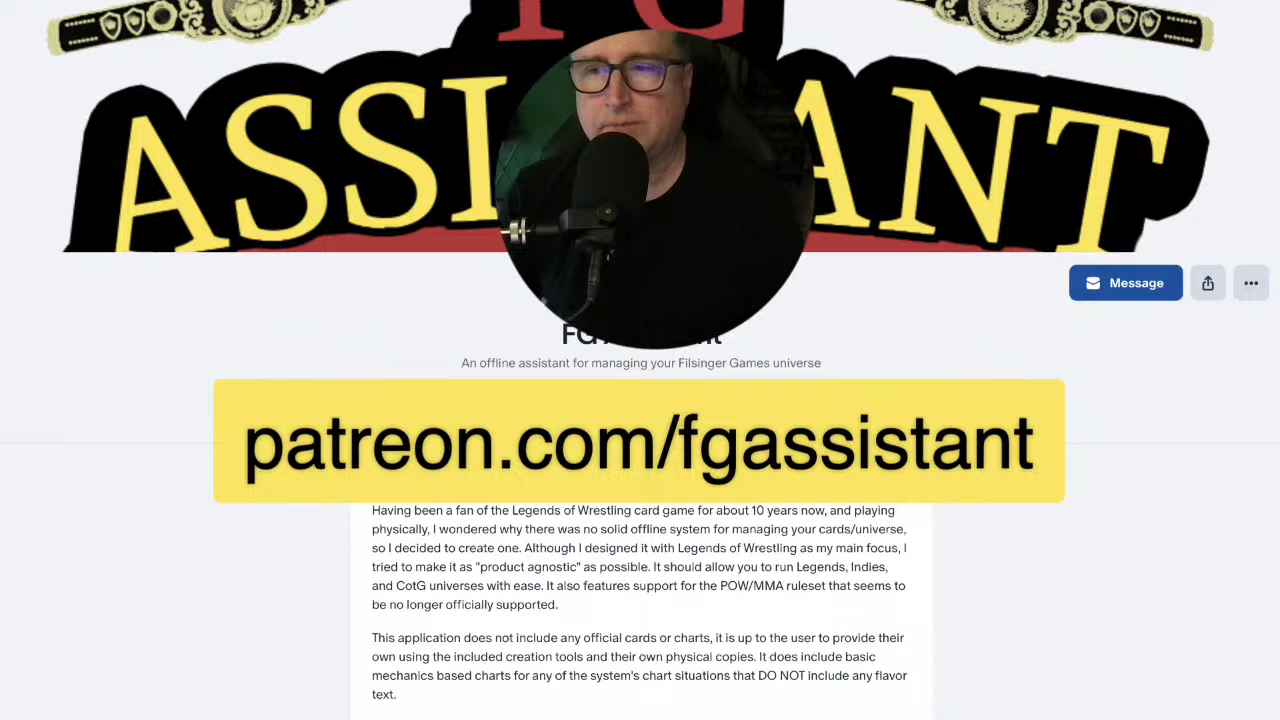 FG
ASSISTANT
Message
An offline assistant for managing your Filsinger Games universe
patreon.com/fgassistant
Having been a fan of the Legends of Wrestling card game for about 10 years now, and playing
physically, I wondered why there was no solid offline system for managing your cards/universe,
so I decided to create one. Although I designed it with Legends of Wrestling as my main focus, I
tried to make it as "product agnostic" as possible. It should allow you to run Legends, Indies,
and CotG universes with ease. It also features support for the POW/MMA ruleset that seems to
be no longer officially supported.
This application does not include any official cards or charts, it is up to the user to provide their
own using the included creation tools and their own physical copies. It does include basic
mechanics based charts for any of the system's chart situations that DO NOT include any flavor
text.